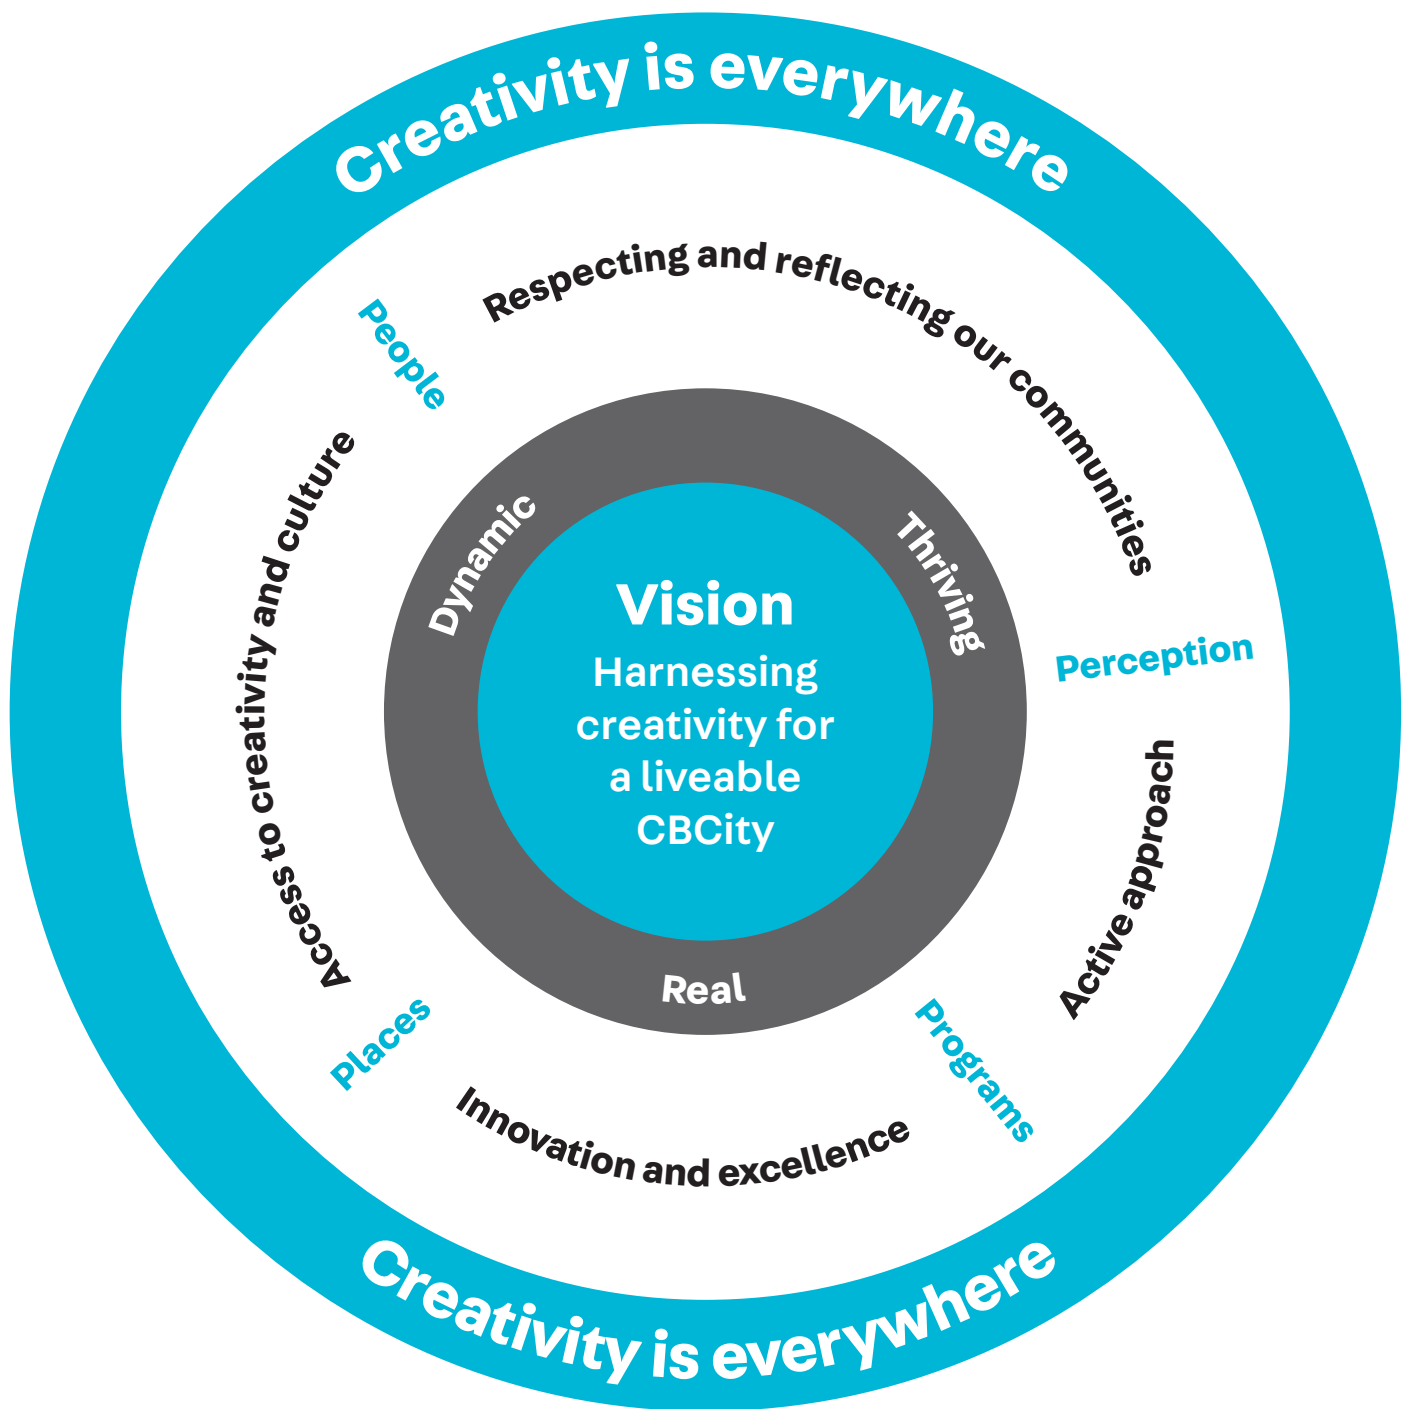 Creativity is everywhere
Respecting and reflecting our communities
People
Perception
Access to creativity and culture
Active approach
Dynamic
Thriving
Real
Vision
Harnessing
creativity for
a liveable
CBCity
Places
Programs
Innovation and excellence
Creativity is everywhere